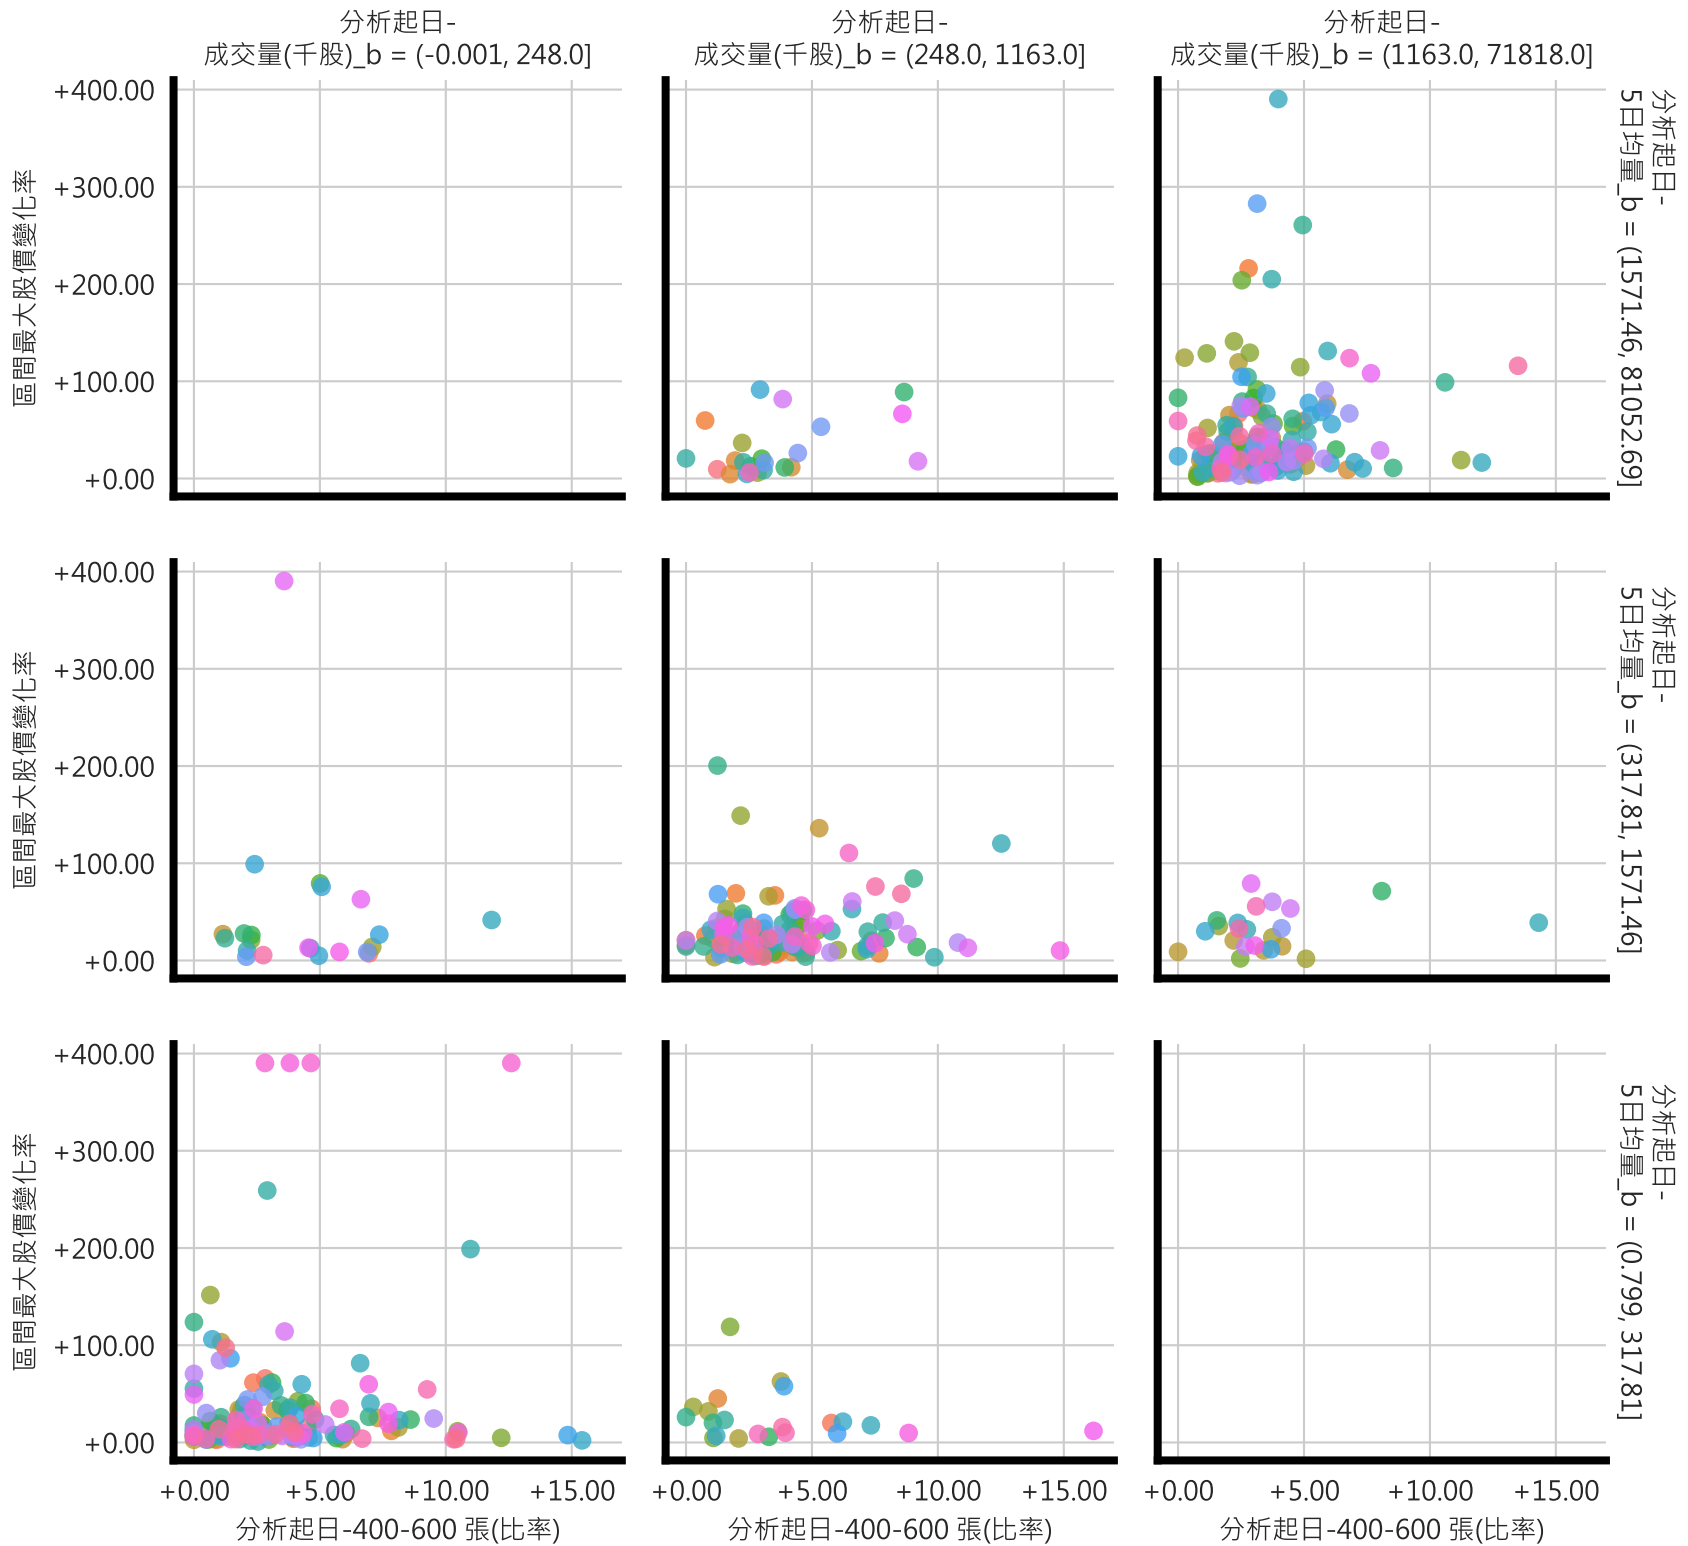 分析起日-
成交量(千股)_b = (-0.001, 248.0]
分析起日-
成交量(千股)_b = (248.0, 1163.0]
分析起日-
成交量(千股)_b = (1163.0, 71818.0]
+400.00
+300.00
+200.00
+100.00
+0.00
區間最大股價變化率
分析起日-
5日均量_b = (1571.46, 81052.69]
+400.00
+300.00
+200.00
+100.00
+0.00
區間最大股價變化率
分析起日-
5日均量_b = (317.81, 1571.46]
+400.00
+300.00
+200.00
+100.00
+0.00
區間最大股價變化率
分析起日-
5日均量_b = (0.799, 317.81]
+0.00 +5.00 +10.00 +15.00
+0.00 +5.00 +10.00 +15.00
+0.00 +5.00 +10.00 +15.00
分析起日-400-600 張(比率)
分析起日-400-600 張(比率)
分析起日-400-600 張(比率)